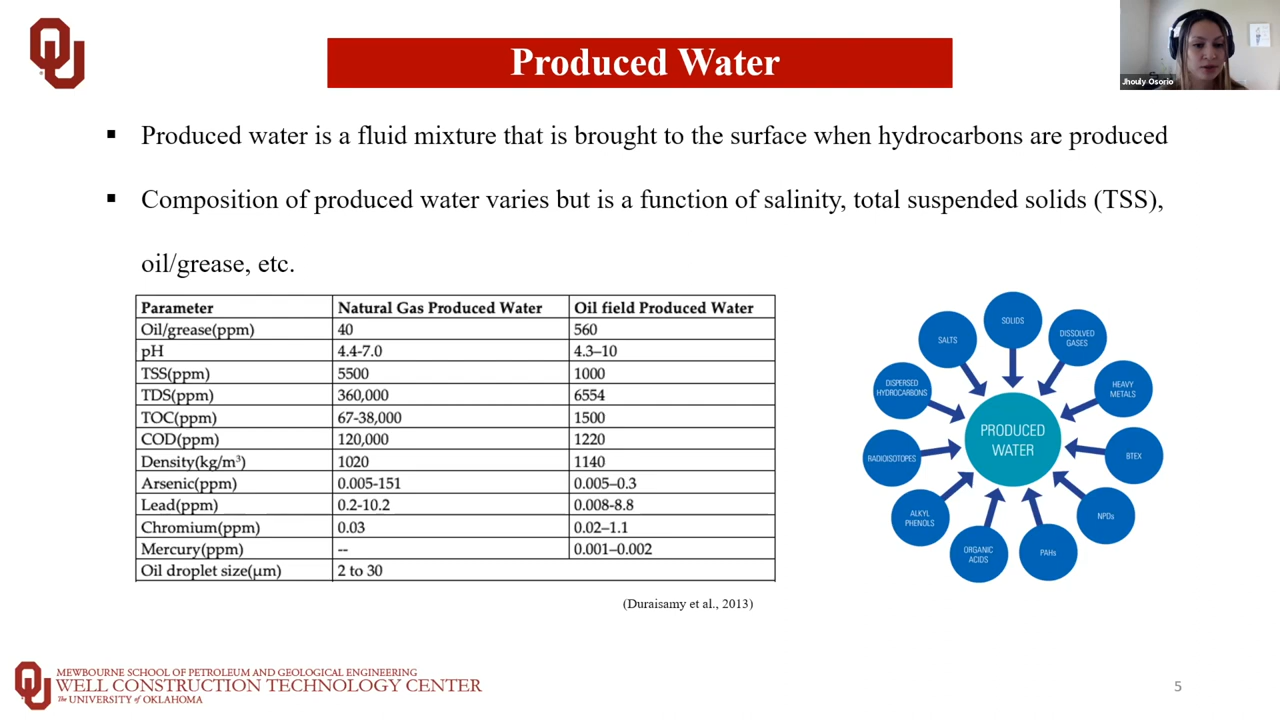 OU
Produced Water
Jhouly Osorio
▪ Produced water is a fluid mixture that is brought to the surface when hydrocarbons are produced
▪ Composition of produced water varies but is a function of salinity, total suspended solids (TSS),
oil/grease, etc.
Parameter Natural Gas Produced Water Oil field Produced Water
Oil/grease(ppm) 40 560
pH 4.4-7.0 4.3–10
TSS(ppm) 5500 1000
TDS(ppm) 360,000 6554
TOC(ppm) 67-38,000 1500
COD(ppm) 120,000 1220
Density(kg/m³) 1020 1140
Arsenic(ppm) 0.005-151 0.005–0.3
Lead(ppm) 0.2-10.2 0.008-8.8
Chromium(ppm) 0.03 0.02–1.1
Mercury(ppm) -- 0.001–0.002
Oil droplet size(μm) 2 to 30
(Duraisamy et al., 2013)
SOLIDS
DISSOLVED
GASES
HEAVY
METALS
BTEX
NPDs
PAHs
ORGANIC
ACIDS
ALKYL
PHENOLS
RADIOISOTOPES
DISPERSED
HYDROCARBONS
SALTS
PRODUCED
WATER
OU
MEWBOURNE SCHOOL OF PETROLEUM AND GEOLOGICAL ENGINEERING
WELL CONSTRUCTION TECHNOLOGY CENTER
The UNIVERSITY of OKLAHOMA
5